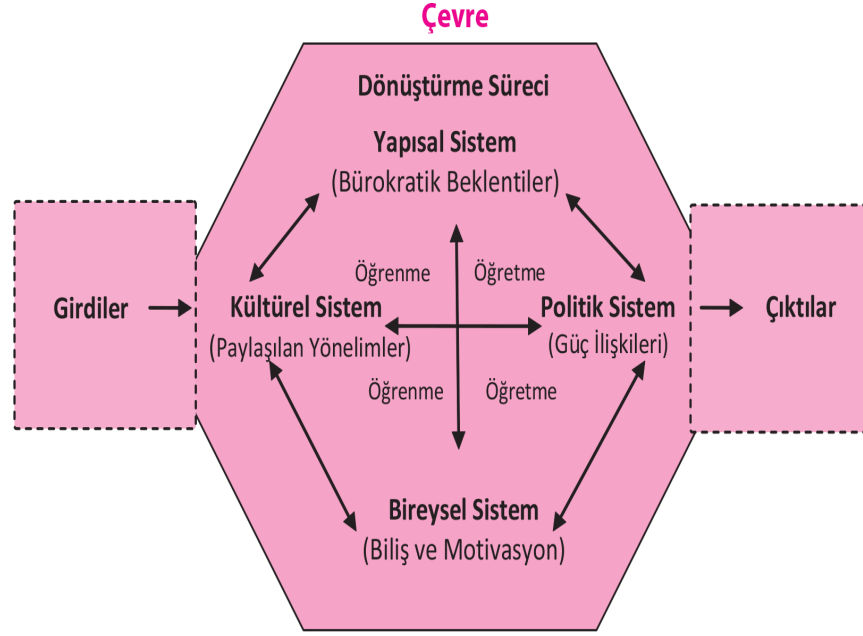 Çevre
Dönüştürme Süreci
Yapısal Sistem
(Bürokratik Beklentiler)
Öğrenme
Öğretme
Girdiler
Kültürel Sistem
(Paylaşılan Yönelimler)
Politik Sistem
(Güç İlişkileri)
Çıktılar
Öğrenme
Öğretme
Bireysel Sistem
(Biliş ve Motivasyon)